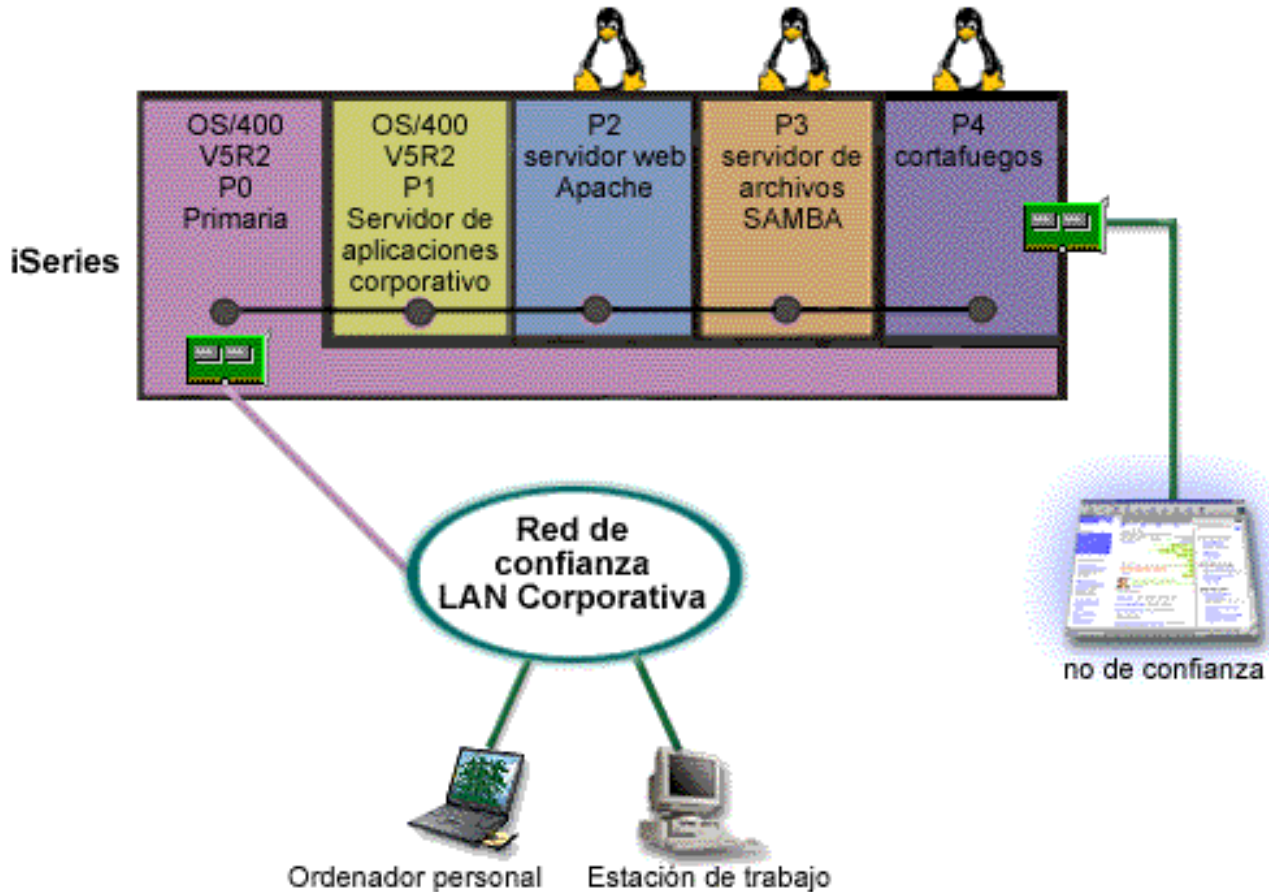 OS/400
V5R2
P0
Primaria
OS/400
V5R2
P1
Servidor de
aplicaciones
corporativo
P2
servidor web
Apache
P3
servidor de
archivos
SAMBA
P4
cortafuegos
iSeries
Red de
confianza
LAN Corporativa
no de confianza
Ordenador personal
Estación de trabajo